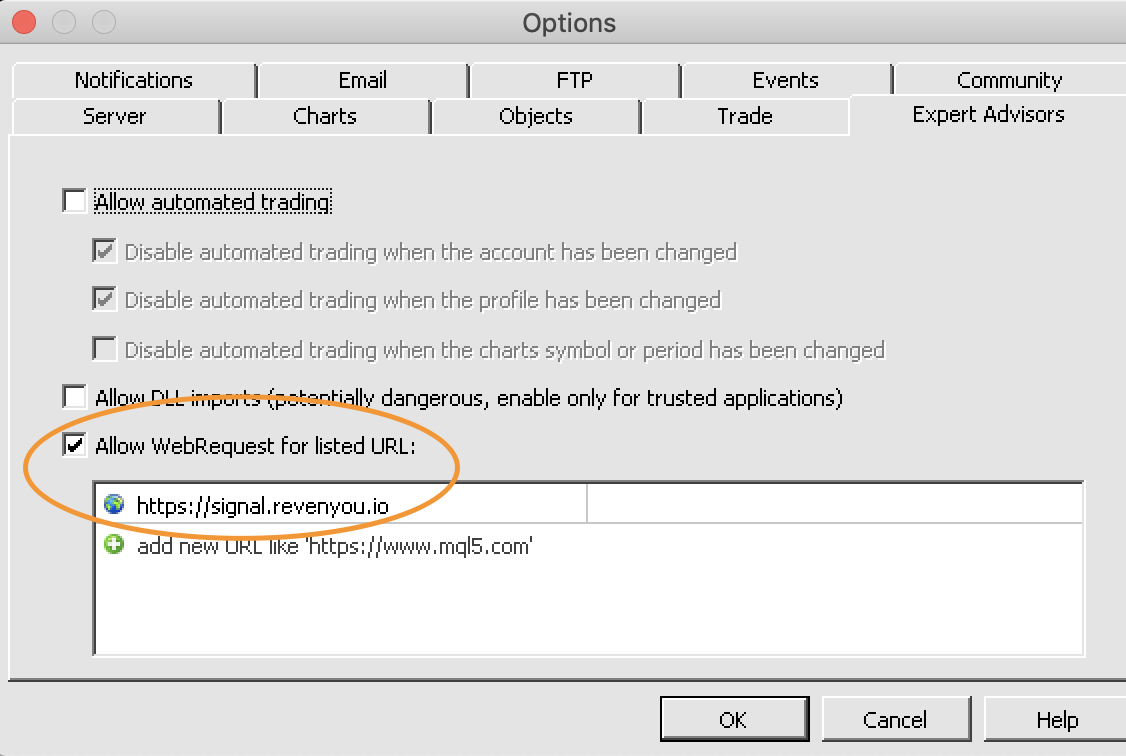 Options
Notifications Email FTP Events Community
Server Charts Objects Trade Expert Advisors
Allow automated trading
Disable automated trading when the account has been changed
Disable automated trading when the profile has been changed
Disable automated trading when the charts symbol or period has been changed
Allow DLL imports (potentially dangerous, enable only for trusted applications)
Allow WebRequest for listed URL:
https://signal.revenyou.io
add new URL like 'https://www.mql5.com'
OK Cancel Help